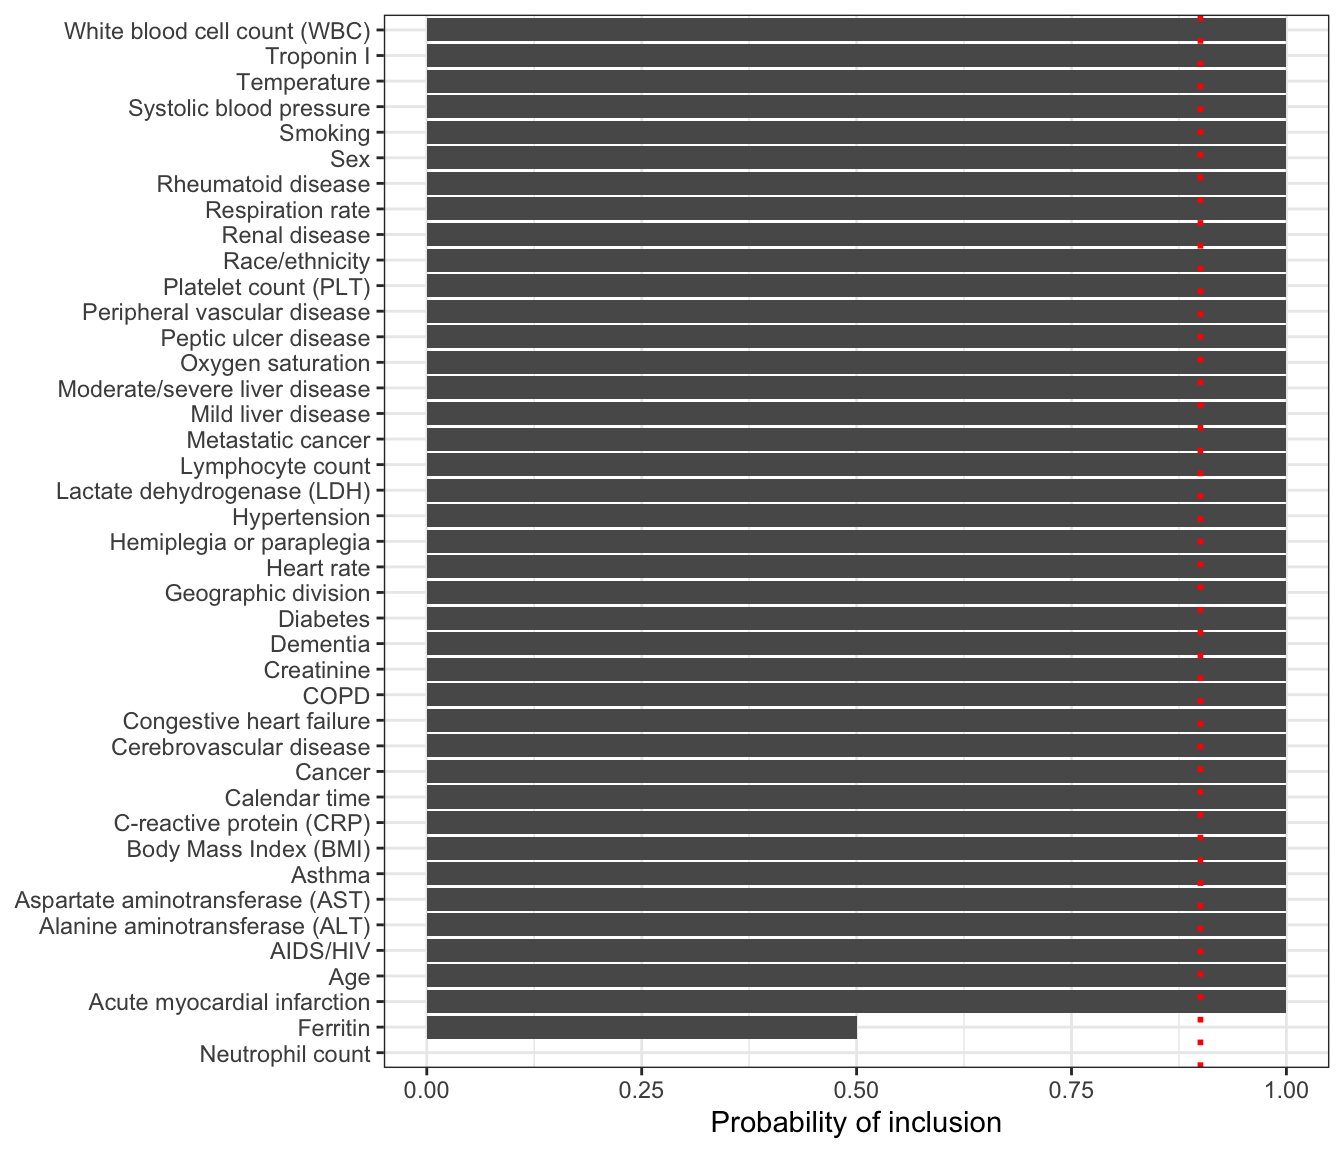 White blood cell count (WBC)
Troponin I
Temperature
Systolic blood pressure
Smoking
Sex
Rheumatoid disease
Respiration rate
Renal disease
Race/ethnicity
Platelet count (PLT)
Peripheral vascular disease
Peptic ulcer disease
Oxygen saturation
Moderate/severe liver disease
Mild liver disease
Metastatic cancer
Lymphocyte count
Lactate dehydrogenase (LDH)
Hypertension
Hemiplegia or paraplegia
Heart rate
Geographic division
Diabetes
Dementia
Creatinine
COPD
Congestive heart failure
Cerebrovascular disease
Cancer
Calendar time
C-reactive protein (CRP)
Body Mass Index (BMI)
Asthma
Aspartate aminotransferase (AST)
Alanine aminotransferase (ALT)
AIDS/HIV
Age
Acute myocardial infarction
Ferritin
Neutrophil count
0.00 0.25 0.50 0.75 1.00
Probability of inclusion